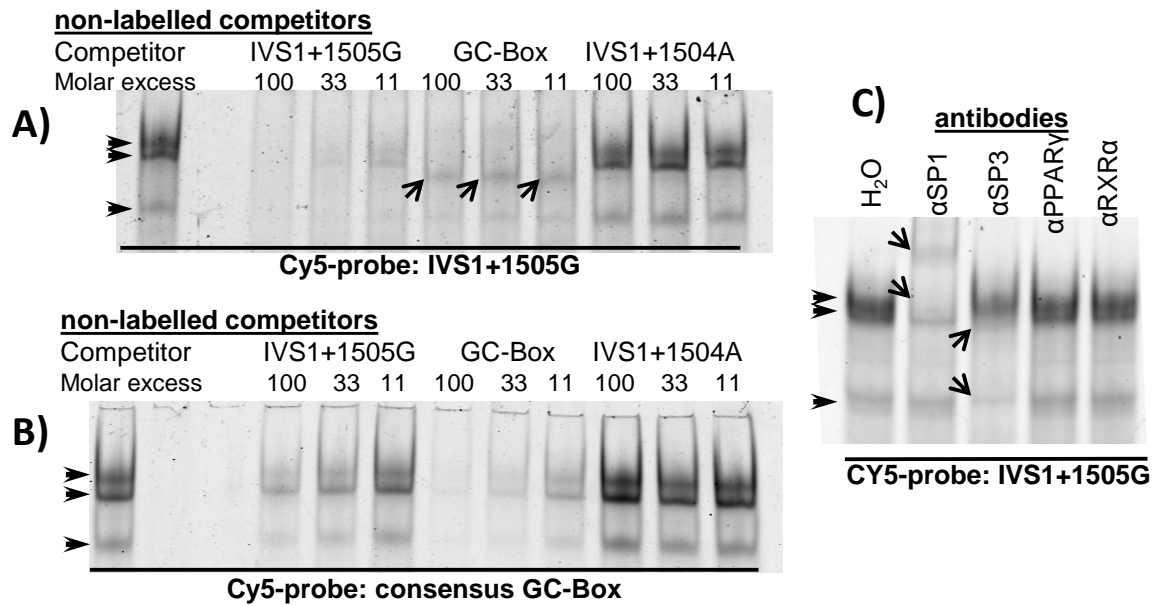 non-labelled competitors
Competitor IVS1+1505G GC-Box IVS1+1504A
Molar excess 100 33 11 100 33 11 100 33 11
A)
Cy5-probe: IVS1+1505G
non-labelled competitors
Competitor IVS1+1505G GC-Box IVS1+1504A
Molar excess 100 33 11 100 33 11 100 33 11
B)
Cy5-probe: consensus GC-Box
C)
antibodies
H₂O αSP1 αSP3 αPPARγ αRXRα
CY5-probe: IVS1+1505G